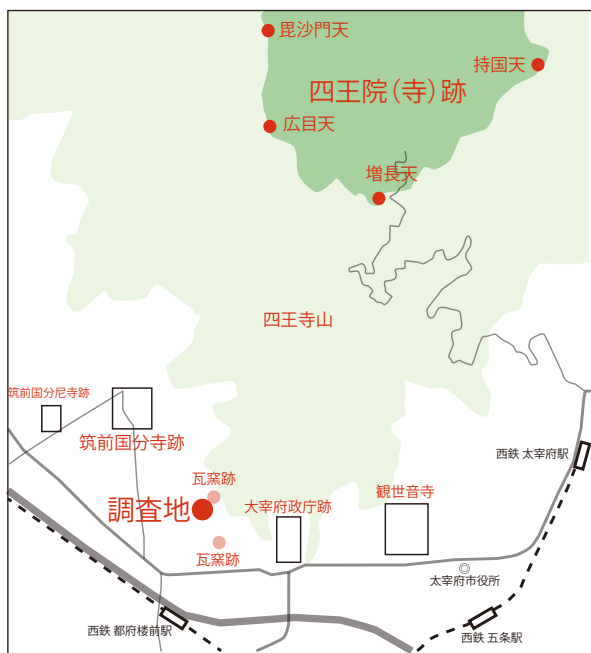 毘沙門天
持国天
四王院(寺)跡
広目天
増長天
四王寺山
筑前国分尼寺跡
筑前国分寺跡
西鉄 太宰府駅
瓦窯跡
観世音寺
大宰府政庁跡
調査地
瓦窯跡
太宰府市役所
西鉄 都府楼前駅
西鉄 五条駅